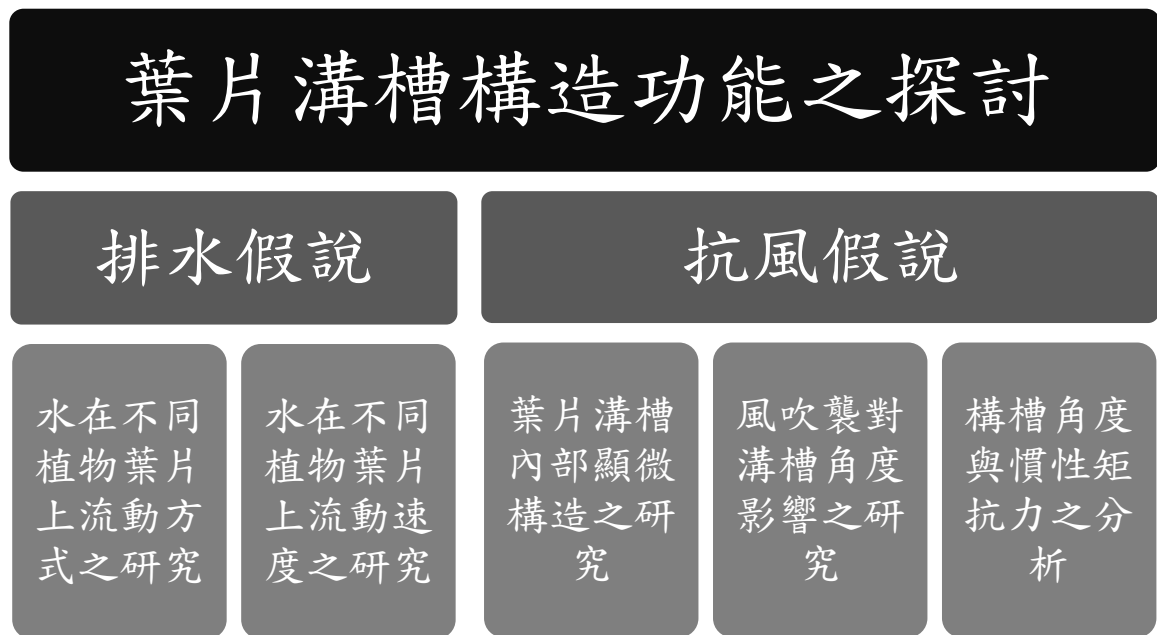 葉片溝槽構造功能之探討
排水假說
抗風假說
水在不同
植物葉片
上流動方
式之研究
水在不同
植物葉片
上流動速
度之研究
葉片溝槽
內部顯微
構造之研
究
風吹襲對
溝槽角度
影響之研
究
構槽角度
與慣性矩
抗力之分
析